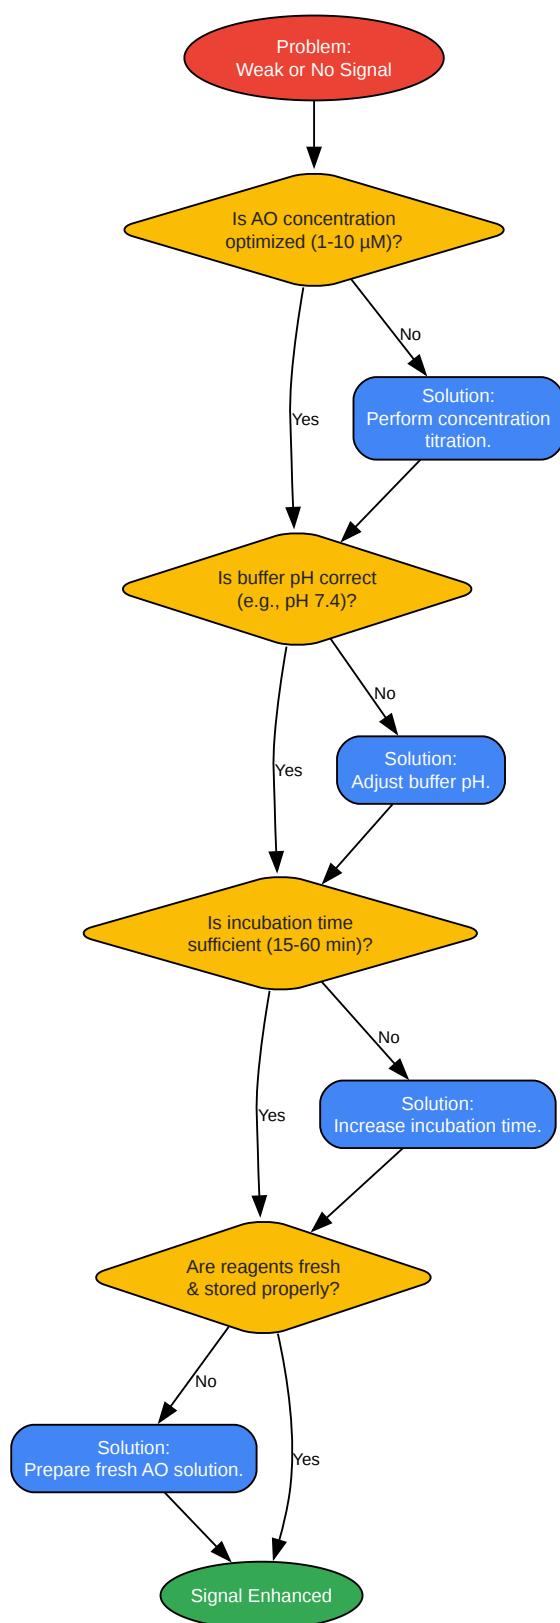 Problem:
Weak or No Signal
Is AO concentration
optimized (1-10 µM)?
No
Yes
Solution:
Perform concentration
titration.
Is buffer pH correct
(e.g., pH 7.4)?
No
Yes
Solution:
Adjust buffer pH.
Is incubation time
sufficient (15-60 min)?
No
Yes
Solution:
Increase incubation time.
Are reagents fresh
& stored properly?
No
Yes
Solution:
Prepare fresh AO solution.
Signal Enhanced